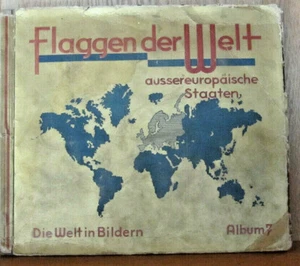 Flaggen der Welt
aussereuropäische
Staaten.
Die Welt in Bildern
Album 7